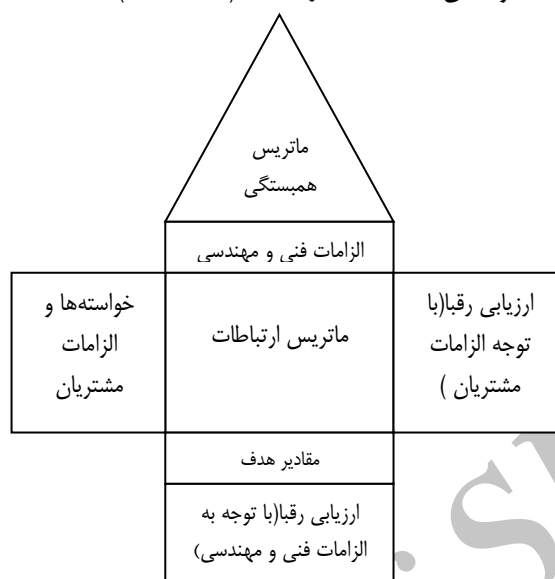 ماتریس
همبستگی
الزامات فنی و مهندسی
ارزیابی رقبا(با
توجه الزامات
مشتریان )
ماتریس ارتباطات
خواسته‌ها و
الزامات
مشتریان
مقادیر هدف
ارزیابی رقبا(با توجه به
الزامات فنی و مهندسی)